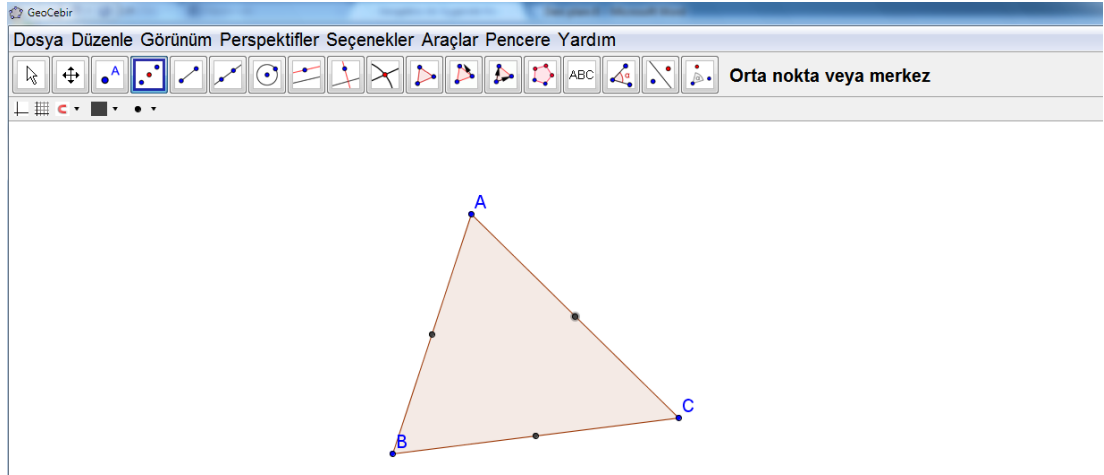 GeoCebir
Dosya Düzenle Görünüm Perspektifler Seçenekler Araçlar Pencere Yardım
A ABC α Orta nokta veya merkez
A
C
B